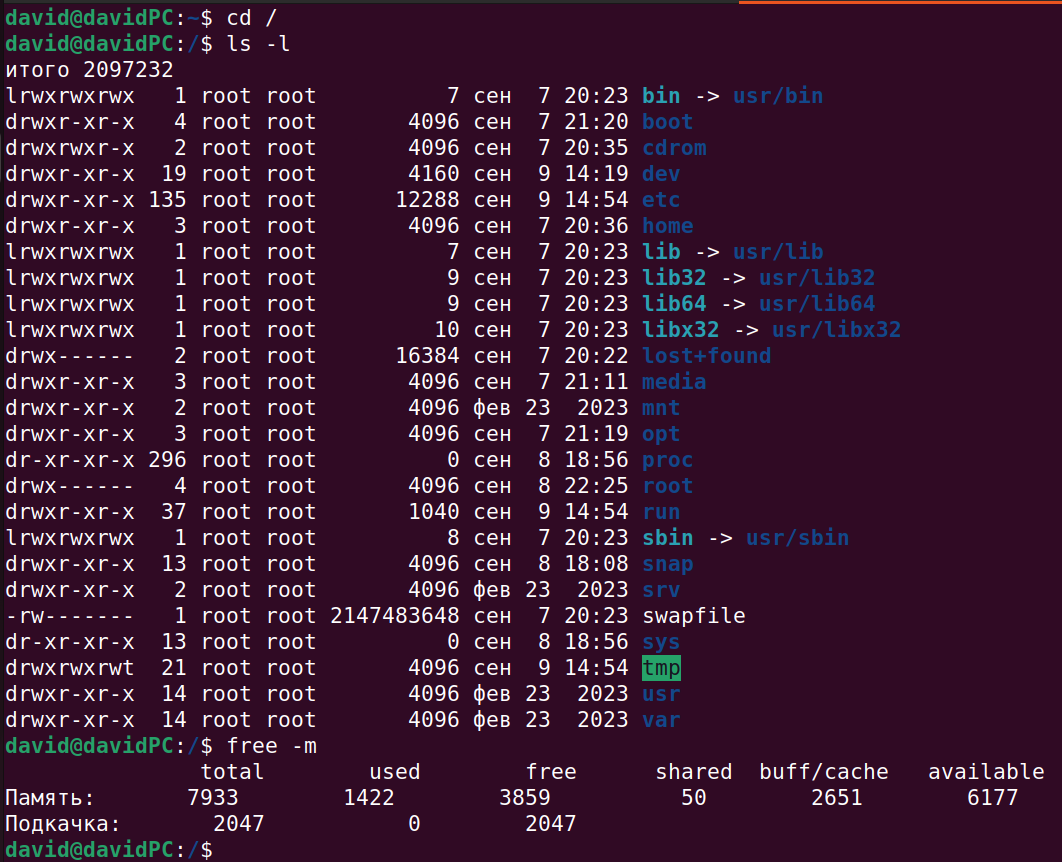 david@davidPC:~$ cd /
david@davidPC:/$ ls -l
итого 2097232
lrwxrwxrwx   1 root root          7 сен  7 20:23 bin -> usr/bin
drwxr-xr-x   4 root root       4096 сен  7 21:20 boot
drwxrwxr-x   2 root root       4096 сен  7 20:35 cdrom
drwxr-xr-x  19 root root       4160 сен  9 14:19 dev
drwxr-xr-x 135 root root      12288 сен  9 14:54 etc
drwxr-xr-x   3 root root       4096 сен  7 20:36 home
lrwxrwxrwx   1 root root          7 сен  7 20:23 lib -> usr/lib
lrwxrwxrwx   1 root root          9 сен  7 20:23 lib32 -> usr/lib32
lrwxrwxrwx   1 root root          9 сен  7 20:23 lib64 -> usr/lib64
lrwxrwxrwx   1 root root         10 сен  7 20:23 libx32 -> usr/libx32
drwx------   2 root root      16384 сен  7 20:22 lost+found
drwxr-xr-x   3 root root       4096 сен  7 21:11 media
drwxr-xr-x   2 root root       4096 фев 23  2023 mnt
drwxr-xr-x   3 root root       4096 сен  7 21:19 opt
dr-xr-xr-x 296 root root          0 сен  8 18:56 proc
drwx------   4 root root       4096 сен  8 22:25 root
drwxr-xr-x  37 root root       1040 сен  9 14:54 run
lrwxrwxrwx   1 root root          8 сен  7 20:23 sbin -> usr/sbin
drwxr-xr-x  13 root root       4096 сен  8 18:08 snap
drwxr-xr-x   2 root root       4096 фев 23  2023 srv
-rw-------   1 root root 2147483648 сен  7 20:23 swapfile
dr-xr-xr-x  13 root root          0 сен  8 18:56 sys
drwxrwxrwt  21 root root       4096 сен  9 14:54 tmp
drwxr-xr-x  14 root root       4096 фев 23  2023 usr
drwxr-xr-x  14 root root       4096 фев 23  2023 var
david@davidPC:/$ free -m
               total        used        free      shared  buff/cache   available
Память:       7933        1422        3859          50        2651        6177
Подкачка:       2047           0        2047
david@davidPC:/$